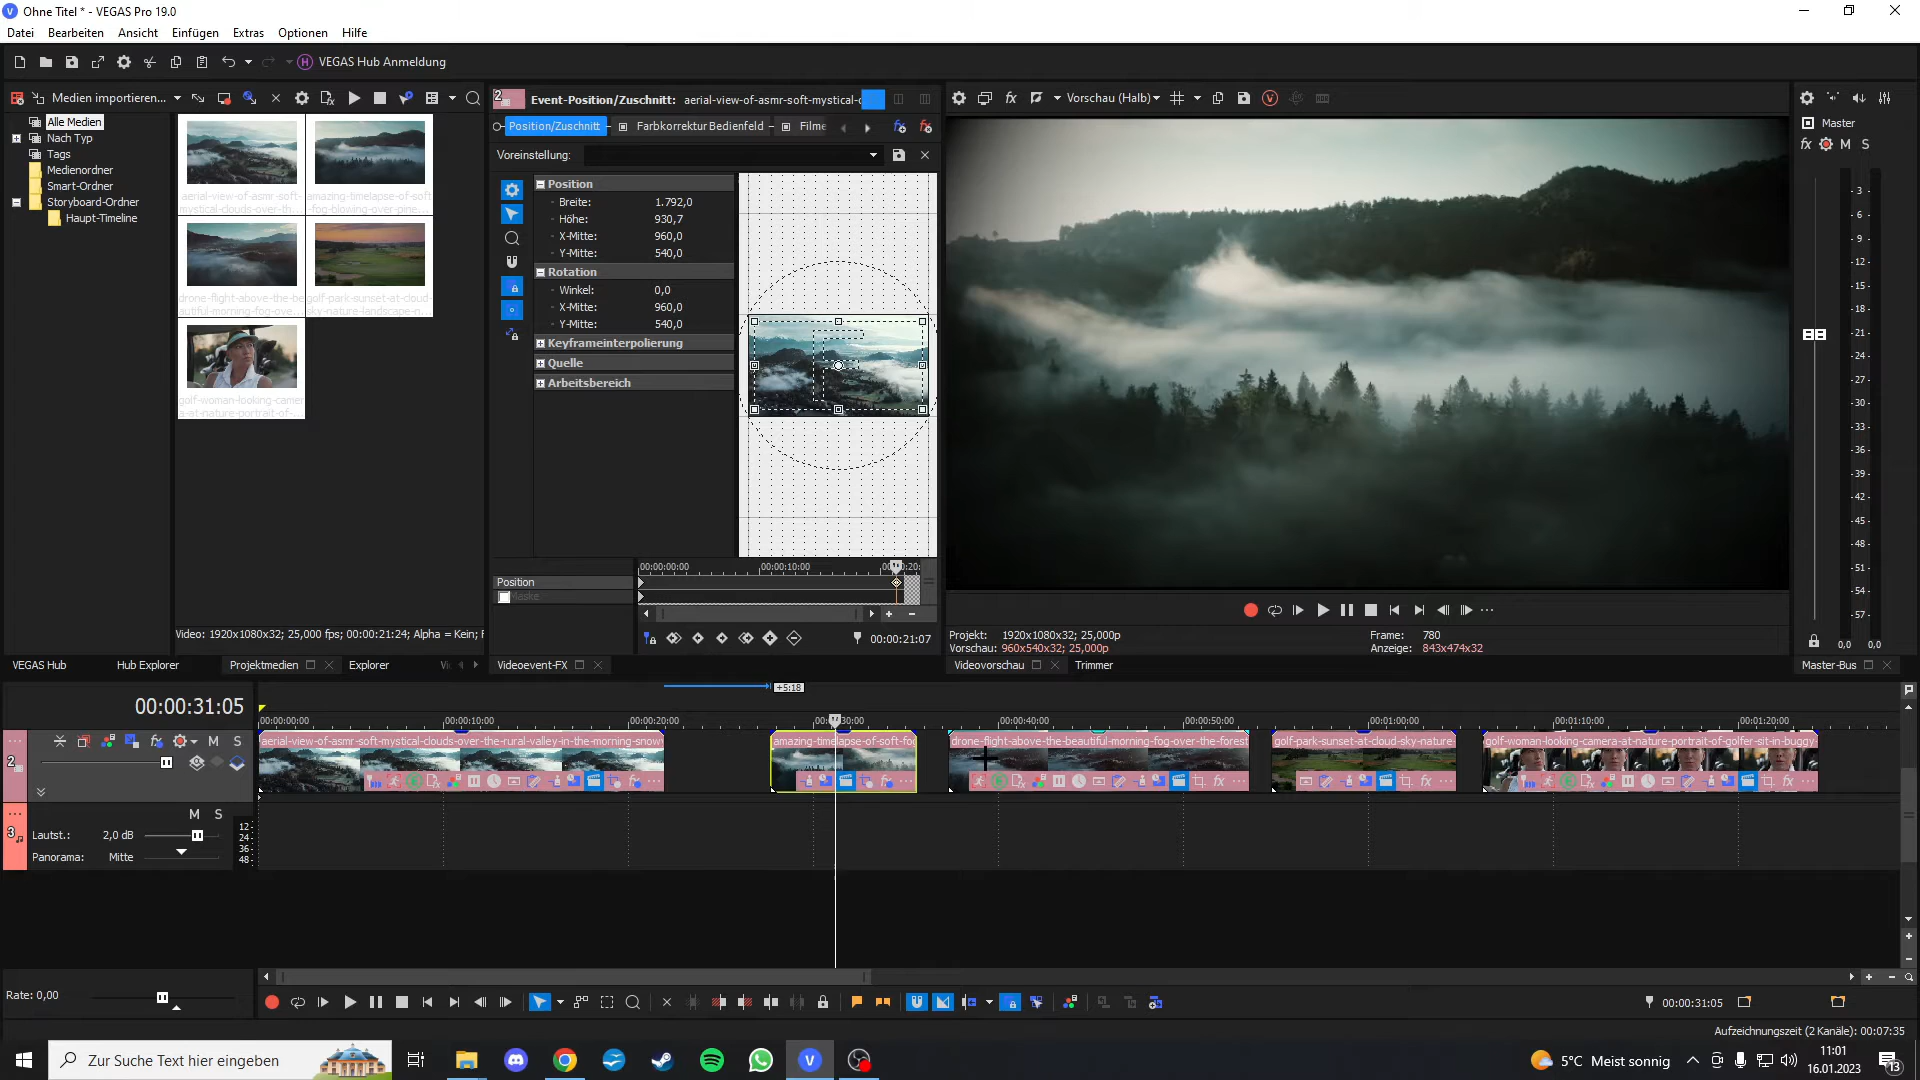 Ohne Titel * - VEGAS Pro 19.0
Datei Bearbeiten Ansicht Einfügen Extras Optionen Hilfe
VEGAS Hub Anmeldung
Medien importieren...
Alle Medien
Nach Typ
Tags
Medienordner
Smart-Ordner
Storyboard-Ordner
Haupt-Timeline
aerial-view-of-asmr-soft-
mystical-clouds-over-th...
amazing-timelapse-of-soft
-fog-blowing-over-pine...
drone-flight-above-the-be
autiful-morning-fog-over...
golf-park-sunset-at-cloud-
sky-nature-landscape-n...
golf-woman-looking-camer
a-at-nature-portrait-of-...
Video: 1920x1080x32; 25,000 fps; 00:00:21:24; Alpha = Kein; F
VEGAS Hub Hub Explorer Projektmedien Explorer
Event-Position/Zuschnitt: aerial-view-of-asmr-soft-mystical-c
Position/Zuschnitt Farbkorrektur Bedienfeld Filme
Voreinstellung:
Position
Breite: 1.792,0
Höhe: 930,7
X-Mitte: 960,0
Y-Mitte: 540,0
Rotation
Winkel: 0,0
X-Mitte: 960,0
Y-Mitte: 540,0
Keyframeinterpolierung
Quelle
Arbeitsbereich
00:00:00:00 00:00:10:00
Position
Maske
00:00:21:07
Videoevent-FX
Vorschau (Halb)
Projekt: 1920x1080x32; 25,000p
Vorschau: 960x540x32; 25,000p
Frame: 780
Anzeige: 843x474x32
Videovorschau Trimmer
Master
fx M S
3
6
9
12
15
18
21
24
27
30
33
36
39
42
45
48
51
54
57
0,0 0,0
Master-Bus
00:00:31:05
+5:18
00:00:00:00 00:00:10:00 00:00:20:00 00:00:40:00 00:00:50:00 00:01:00:00 00:01:10:00 00:01:20:00
2
M S
aerial-view-of-asmr-soft-mystical-clouds-over-the-rural-valley-in-the-morning-snowy
amazing-timelapse-of-soft-fog
drone-flight-above-the-beautiful-morning-fog-over-the-forest
golf-park-sunset-at-cloud-sky-nature-
golf-woman-looking-camera-at-nature-portrait-of-golfer-sit-in-buggy
3
M S
Lautst.: 2,0 dB
Panorama: Mitte
12
24
36
48
Rate: 0,00
00:00:31:05
Aufzeichnungszeit (2 Kanäle): 00:07:35
Zur Suche Text hier eingeben
5°C Meist sonnig
11:01
16.01.2023
13